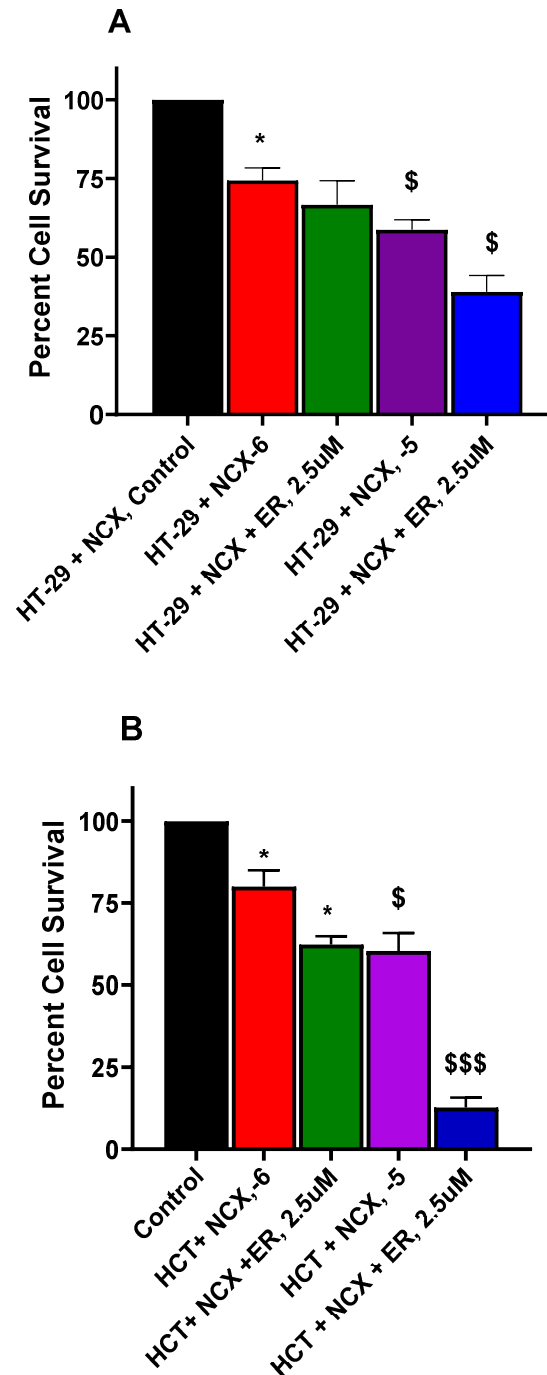 A
Percent Cell Survival
100
75
50
25
0
*
$
$
HT-29 + NCX, Control
HT-29 + NCX-6
HT-29 + NCX + ER, 2.5uM
HT-29 + NCX, -5
HT-29 + NCX + ER, 2.5uM
B
Percent Cell Survival
100
75
50
25
0
*
*
$
$$$
Control
HCT+ NCX,-6
HCT+ NCX +ER, 2.5uM
HCT + NCX, -5
HCT + NCX + ER, 2.5uM